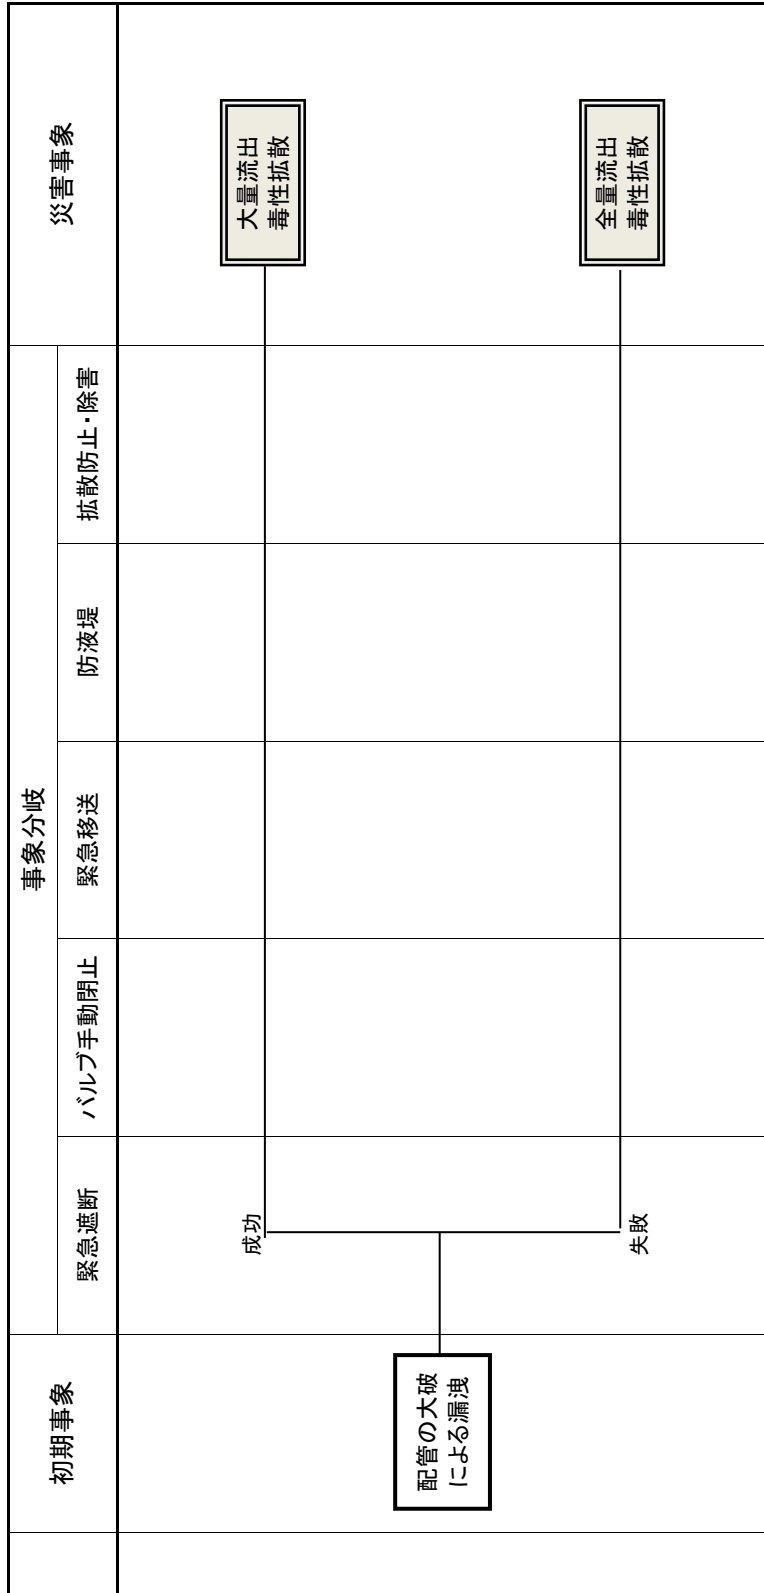 初期事象
事象分岐
災害事象
緊急遮断
バルブ手動閉止
緊急移送
防液堤
拡散防止・除害
配管の大破
による漏洩
成功
失敗
大量流出
毒性拡散
全量流出
毒性拡散